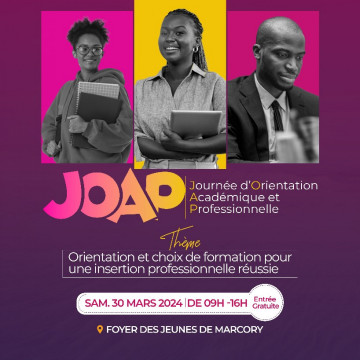 JOAP
Journée d'Orientation
Académique et
Professionnelle
Thème
Orientation et choix de formation pour
une insertion professionnelle réussie
SAM. 30 MARS 2024 | DE 09H -16H
Entrée
Gratuite
FOYER DES JEUNES DE MARCORY